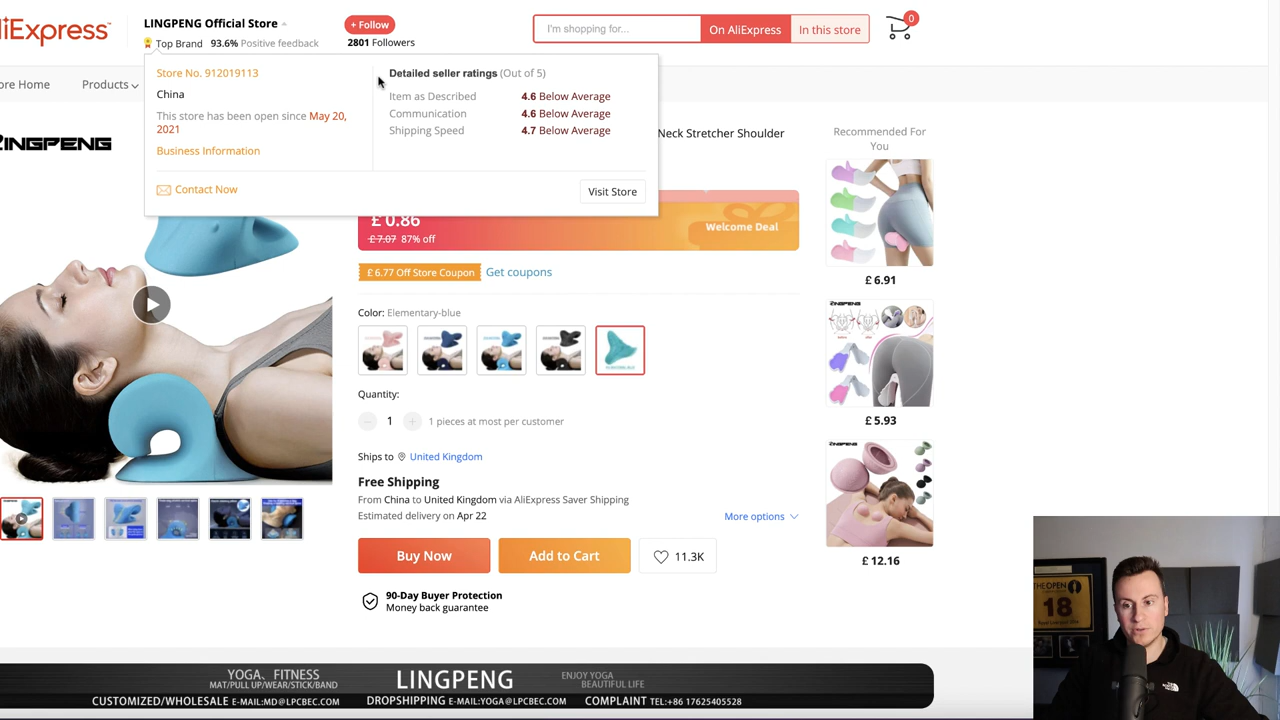 AliExpress™
LINGPENG Official Store
Top Brand 93.6% Positive feedback
+ Follow
2801 Followers
I'm shopping for...
On AliExpress
In this store
0
Store No. 912019113
China
This store has been open since May 20,
2021
Business Information
Contact Now
Detailed seller ratings (Out of 5)
Item as Described 4.6 Below Average
Communication 4.6 Below Average
Shipping Speed 4.7 Below Average
Visit Store
ore Home Products
INGPENG
Neck Stretcher Shoulder
£ 0.86
£ 7.07 87% off
Welcome Deal
£ 6.77 Off Store Coupon Get coupons
Color: Elementary-blue
Quantity:
1
1 pieces at most per customer
Ships to United Kingdom
Free Shipping
From China to United Kingdom via AliExpress Saver Shipping
Estimated delivery on Apr 22
More options
Buy Now
Add to Cart
11.3K
90-Day Buyer Protection
Money back guarantee
Recommended For
You
£ 6.91
£ 5.93
£ 12.16
YOGA、FITNESS
MAT/PULL UP/WEAR/STICK/BAND
LINGPENG
ENJOY YOGA
BEAUTIFUL LIFE
CUSTOMIZED/WHOLESALE E-MAIL:MD@LPCBEC.COM
DROPSHIPPING E-MAIL:YOGA@LPCBEC.COM
COMPLAINT TEL:+86 17625405528
THE OPEN
18